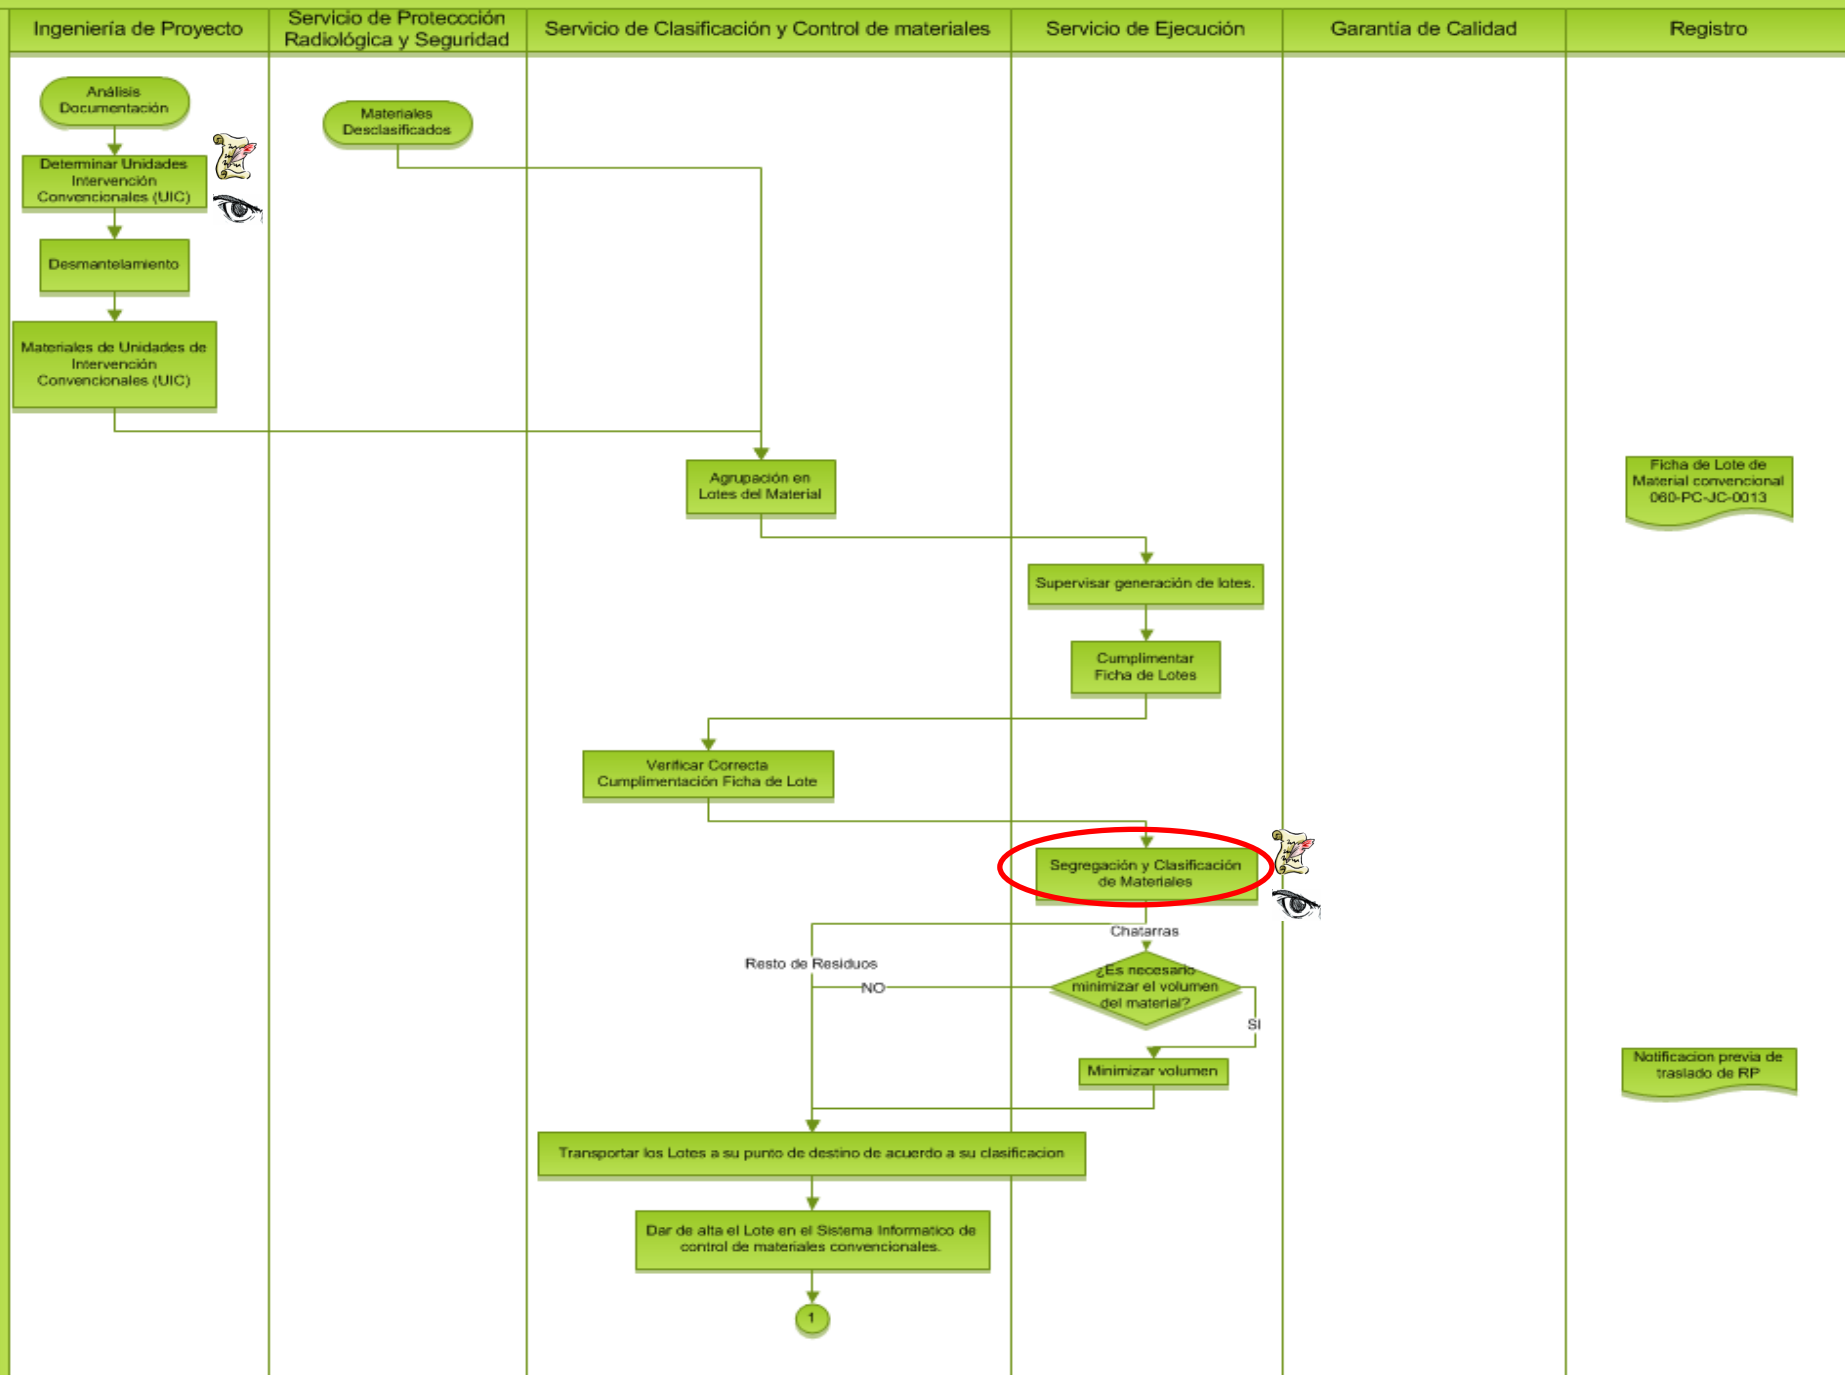 Ingeniería de Proyecto
Servicio de Proteccción
Radiológica y Seguridad
Servicio de Clasificación y Control de materiales
Servicio de Ejecución
Garantía de Calidad
Registro
Análisis
Documentación
Materiales
Desclasificados
Determinar Unidades
Intervención
Convencionales (UIC)
Desmantelamiento
Materiales de Unidades de
Intervención
Convencionales (UIC)
Agrupación en
Lotes del Material
Ficha de Lote de
Material convencional
060-PC-JC-0013
Supervisar generación de lotes.
Cumplimentar
Ficha de Lotes
Verificar Correcta
Cumplimentación Ficha de Lote
Segregación y Clasificación
de Materiales
Chatarras
Resto de Residuos
¿Es necesario
minimizar el volumen
del material?
NO
SI
Minimizar volumen
Notificacion previa de
traslado de RP
Transportar los Lotes a su punto de destino de acuerdo a su clasificacion
Dar de alta el Lote en el Sistema Informatico de
control de materiales convencionales.
1